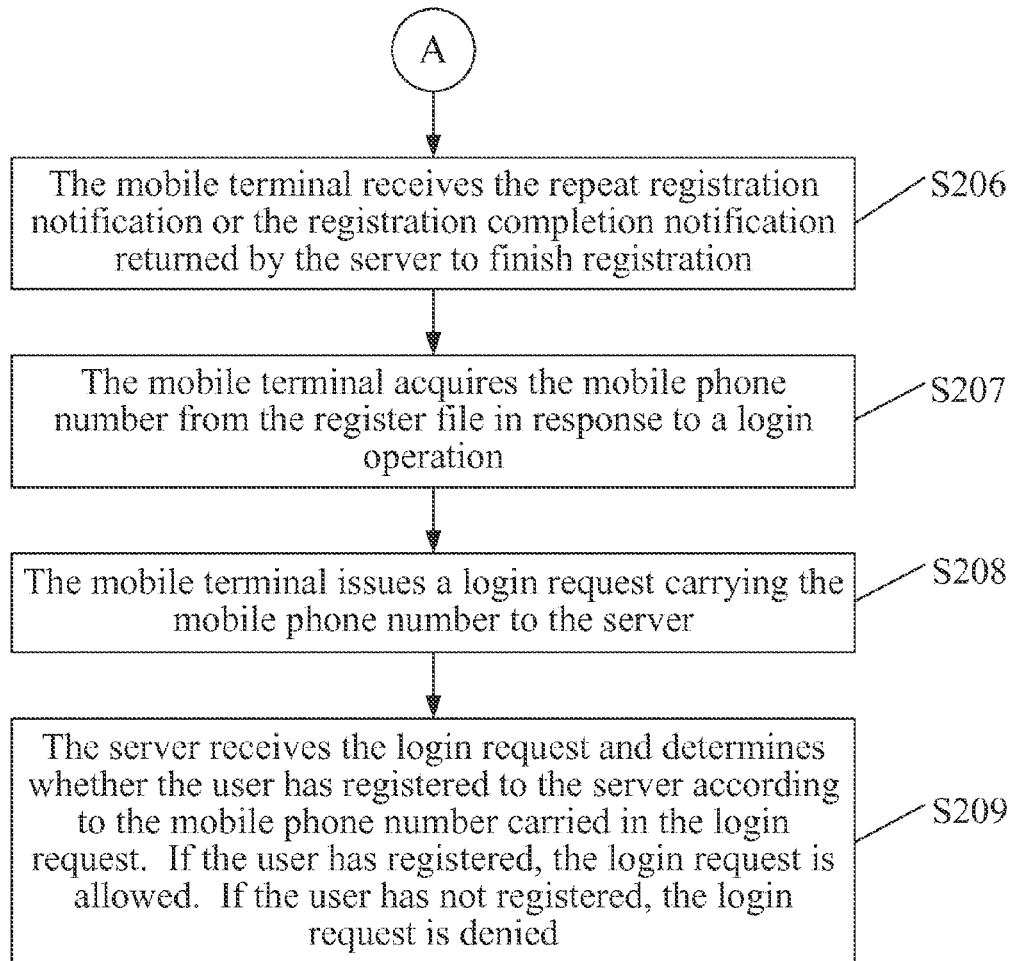 A
The mobile terminal receives the repeat registration
notification or the registration completion notification
returned by the server to finish registration
S206
The mobile terminal acquires the mobile phone
number from the register file in response to a login
operation
S207
The mobile terminal issues a login request carrying the
mobile phone number to the server
S208
The server receives the login request and determines
whether the user has registered to the server according
to the mobile phone number carried in the login
request. If the user has registered, the login request is
allowed. If the user has not registered, the login
request is denied
S209